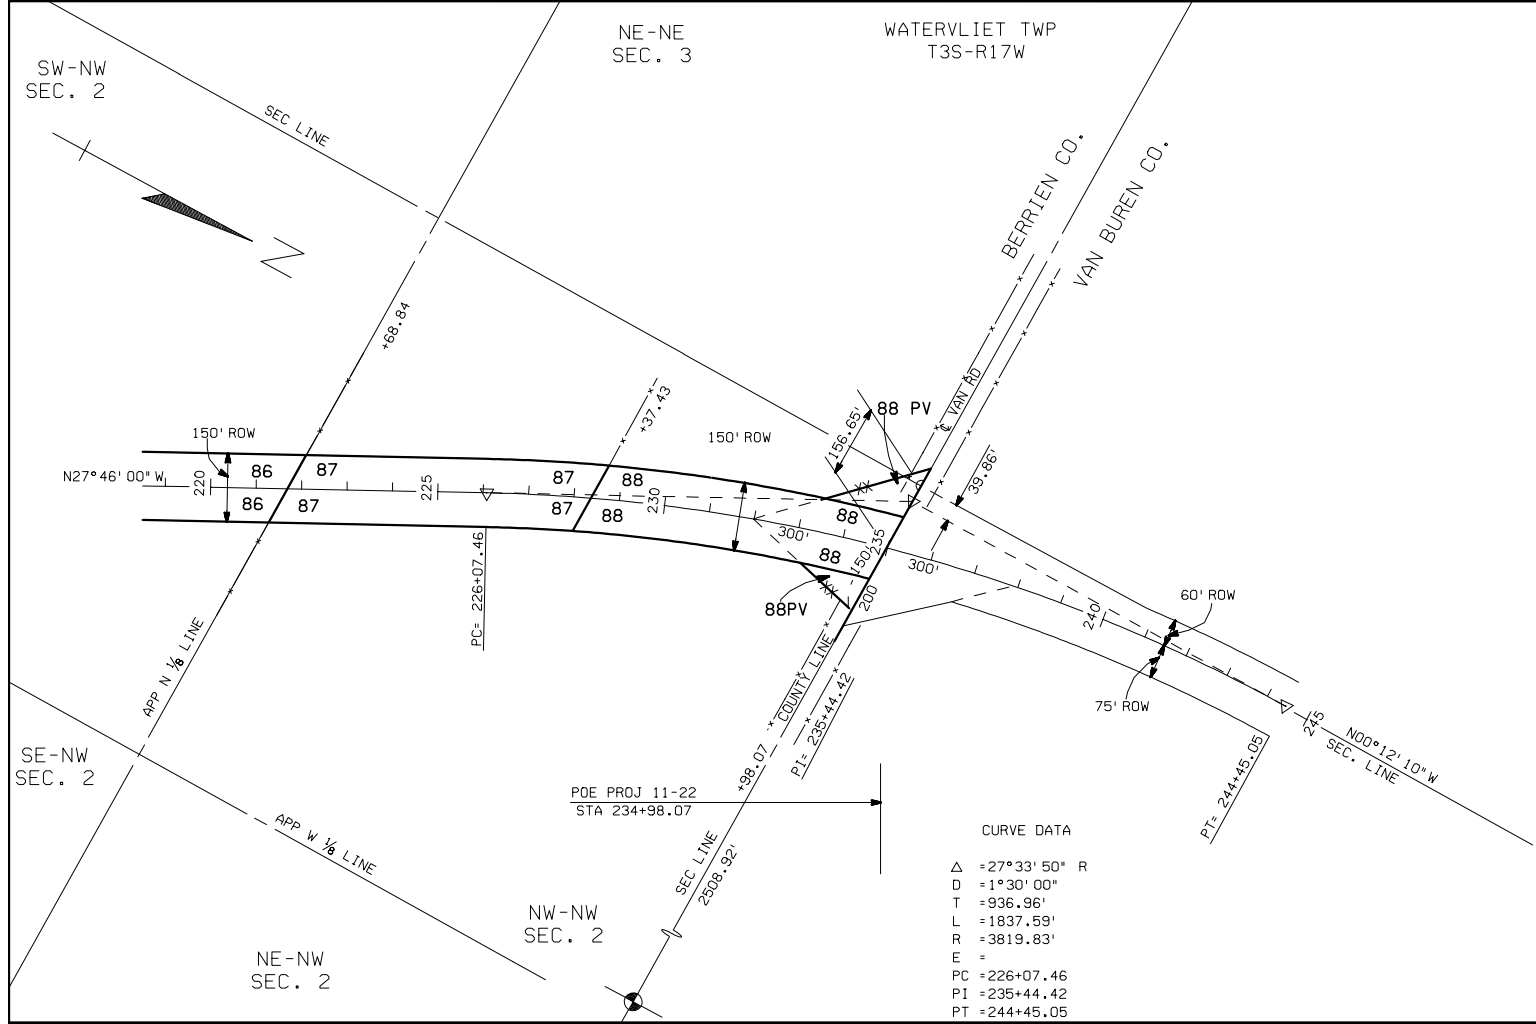 NE-NE
SEC. 3
WATERVLIET TWP
T3S-R17W
SW-NW
SEC. 2
SEC LINE
BERRIEN CO.
VAN BUREN CO.
N
+68.84
+37.43
℄ VAN RD
88 PV
156.65'
150' ROW
150' ROW
39.86'
N27°46'00"W
220
86
87
225
87
88
230
86
87
87
88
300'
88
235
88
150
300'
PC= 226+07.46
88PV
200
240
60' ROW
75' ROW
APP N ⅛ LINE
COUNTY LINE
PI= 235+44.42
245
N00°12'10"W
SEC. LINE
PT= 244+45.05
SE-NW
SEC. 2
+98.07
POE PROJ 11-22
STA 234+98.07
APP W ⅛ LINE
SEC LINE
2508.92'
NW-NW
SEC. 2
NE-NW
SEC. 2
CURVE DATA
△ =27°33'50" R
D =1°30'00"
T =936.96'
L =1837.59'
R =3819.83'
E =
PC =226+07.46
PI =235+44.42
PT =244+45.05